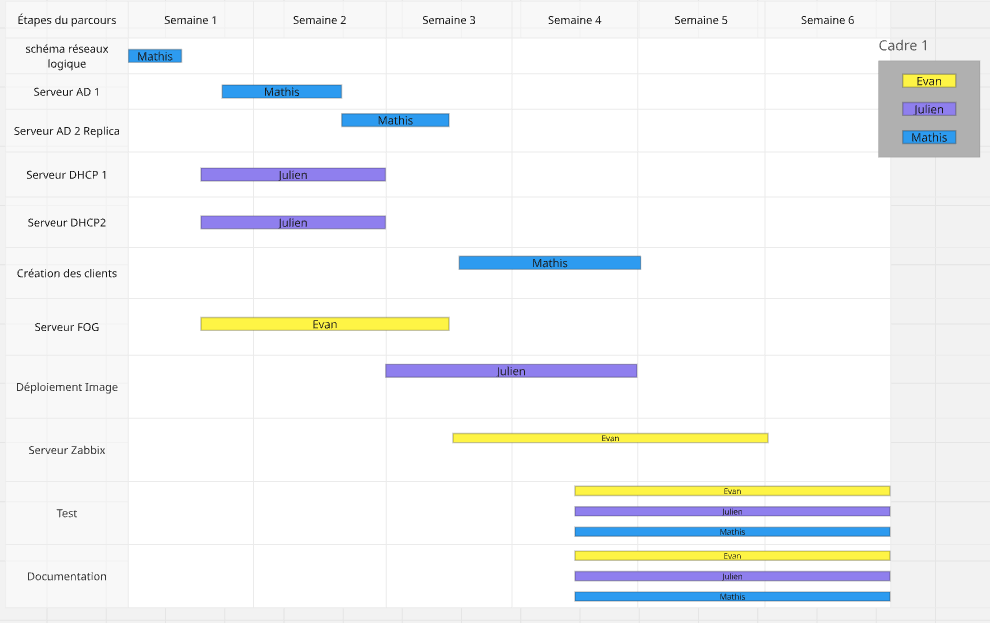 Étapes du parcours
Semaine 1
Semaine 2
Semaine 3
Semaine 4
Semaine 5
Semaine 6
Cadre 1
Evan
Julien
Mathis
schéma réseaux
logique
Mathis
Serveur AD 1
Mathis
Serveur AD 2 Replica
Mathis
Serveur DHCP 1
Julien
Serveur DHCP2
Julien
Création des clients
Mathis
Serveur FOG
Evan
Déploiement Image
Julien
Serveur Zabbix
Evan
Test
Evan
Julien
Mathis
Documentation
Evan
Julien
Mathis